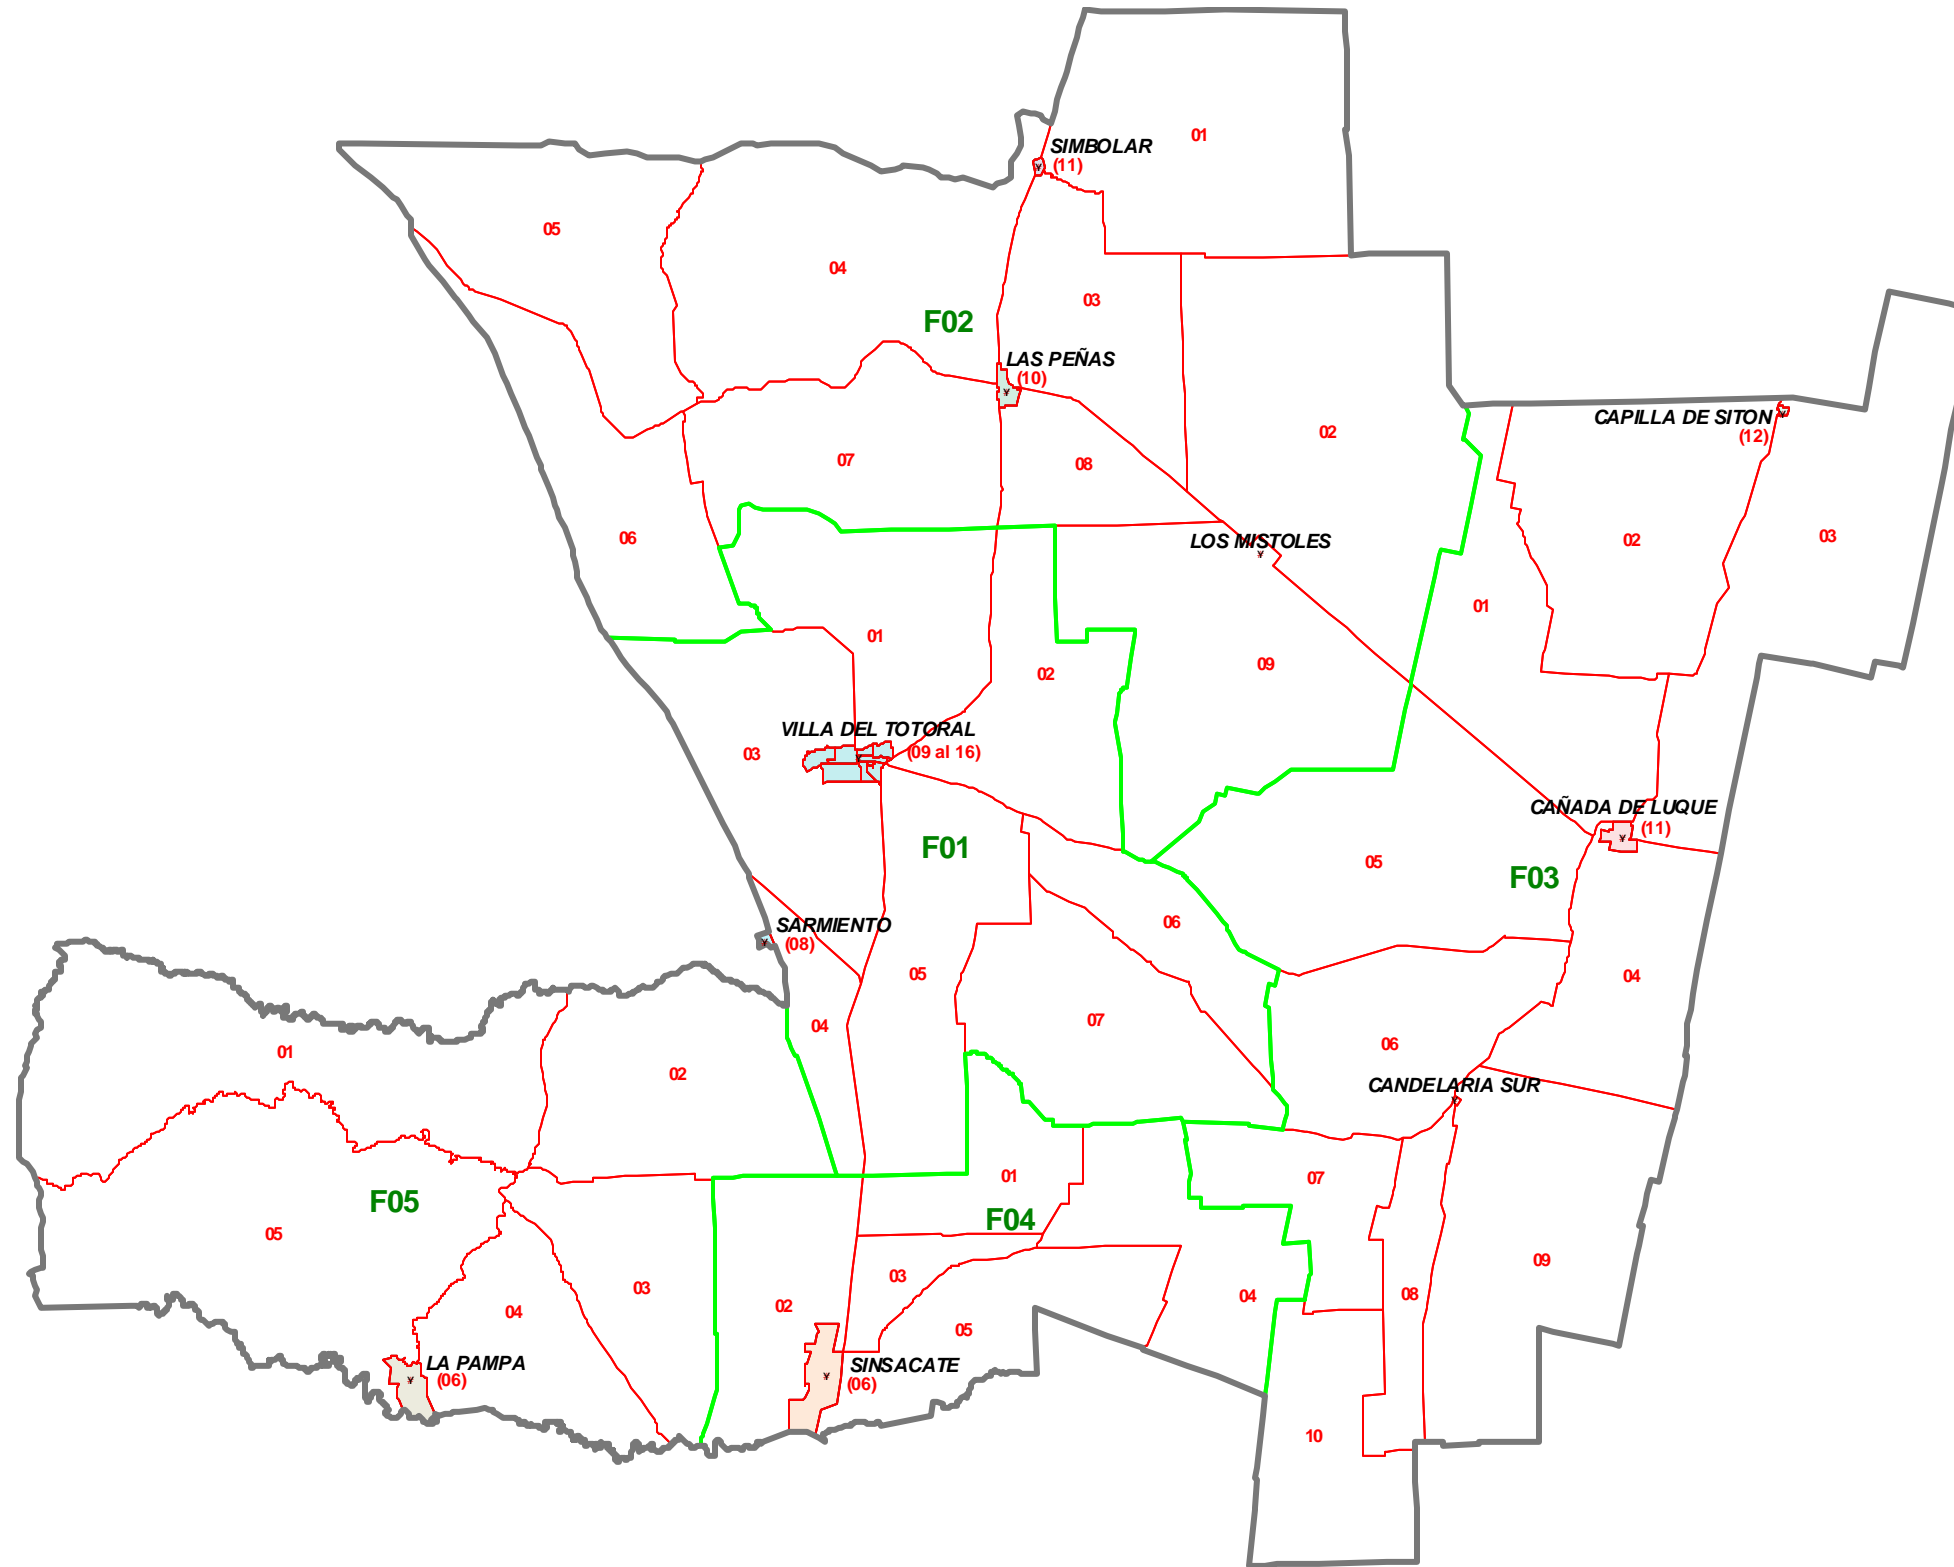 01
SIMBOLAR
(11)
05
04
03
F02
LAS PEÑAS
(10)
CAPILLA DE SITON
(12)
02
07
08
06
LOS MISTOLES
02
03
01
01
02
09
VILLA DEL TOTORAL
(09 al 16)
03
CAÑADA DE LUQUE
(11)
F01
05
F03
SARMIENTO
(08)
06
05
04
04
07
01
02
06
CANDELARIA SUR
01
07
F05
F04
05
03
04
02
03
04
05
08
09
LA PAMPA
(06)
SINSACATE
(06)
10